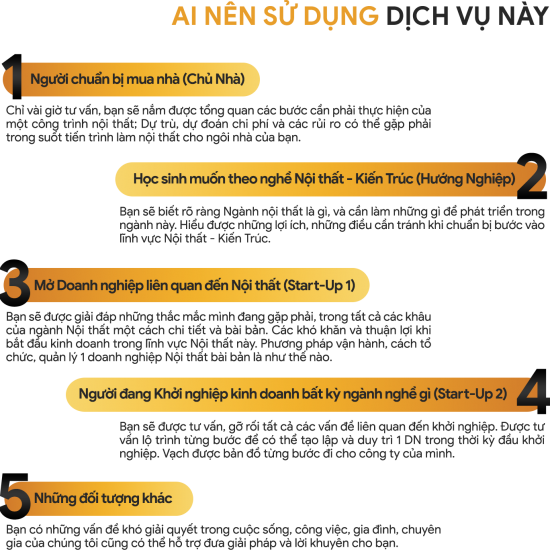 AI NÊN SỬ DỤNG DỊCH VỤ NÀY
1 Người chuẩn bị mua nhà (Chủ Nhà)
Chỉ vài giờ tư vấn, bạn sẽ nắm được tổng quan các bước cần phải thực hiện của
một công trình nội thất; Dự trù, dự đoán chi phí và các rủi ro có thể gặp phải
trong suốt tiến trình làm nội thất cho ngôi nhà của bạn.
Học sinh muốn theo nghề Nội thất - Kiến Trúc (Hướng Nghiệp) 2
Bạn sẽ biết rõ ràng Ngành nội thất là gì, và cần làm những gì để phát triển trong
ngành này. Hiểu được những lợi ích, những điều cần tránh khi chuẩn bị bước vào
lĩnh vực Nội thất - Kiến Trúc.
3 Mở Doanh nghiệp liên quan đến Nội thất (Start-Up 1)
Bạn sẽ được giải đáp những thắc mắc mình đang gặp phải, trong tất cả các khâu
của ngành Nội thất một cách chi tiết và bài bản. Các khó khăn và thuận lợi khi
bắt đầu kinh doanh trong lĩnh vực Nội thất này. Phương pháp vận hành, cách tổ
chức, quản lý 1 doanh nghiệp Nội thất bài bản là như thế nào.
Người đang Khởi nghiệp kinh doanh bất kỳ ngành nghề gì (Start-Up 2) 4
Bạn sẽ được tư vấn, gỡ rối tất cả các vấn đề liên quan đến khởi nghiệp. Được tư
vấn lộ trình từng bước để có thể tạo lập và duy trì 1 DN trong thời kỳ đầu khởi
nghiệp. Vạch được bản đồ từng bước đi cho công ty của mình.
5 Những đối tượng khác
Bạn có những vấn đề khó giải quyết trong cuộc sống, công việc, gia đình, chuyên
gia của chúng tôi cũng có thể hỗ trợ đưa giải pháp và lời khuyên cho bạn.